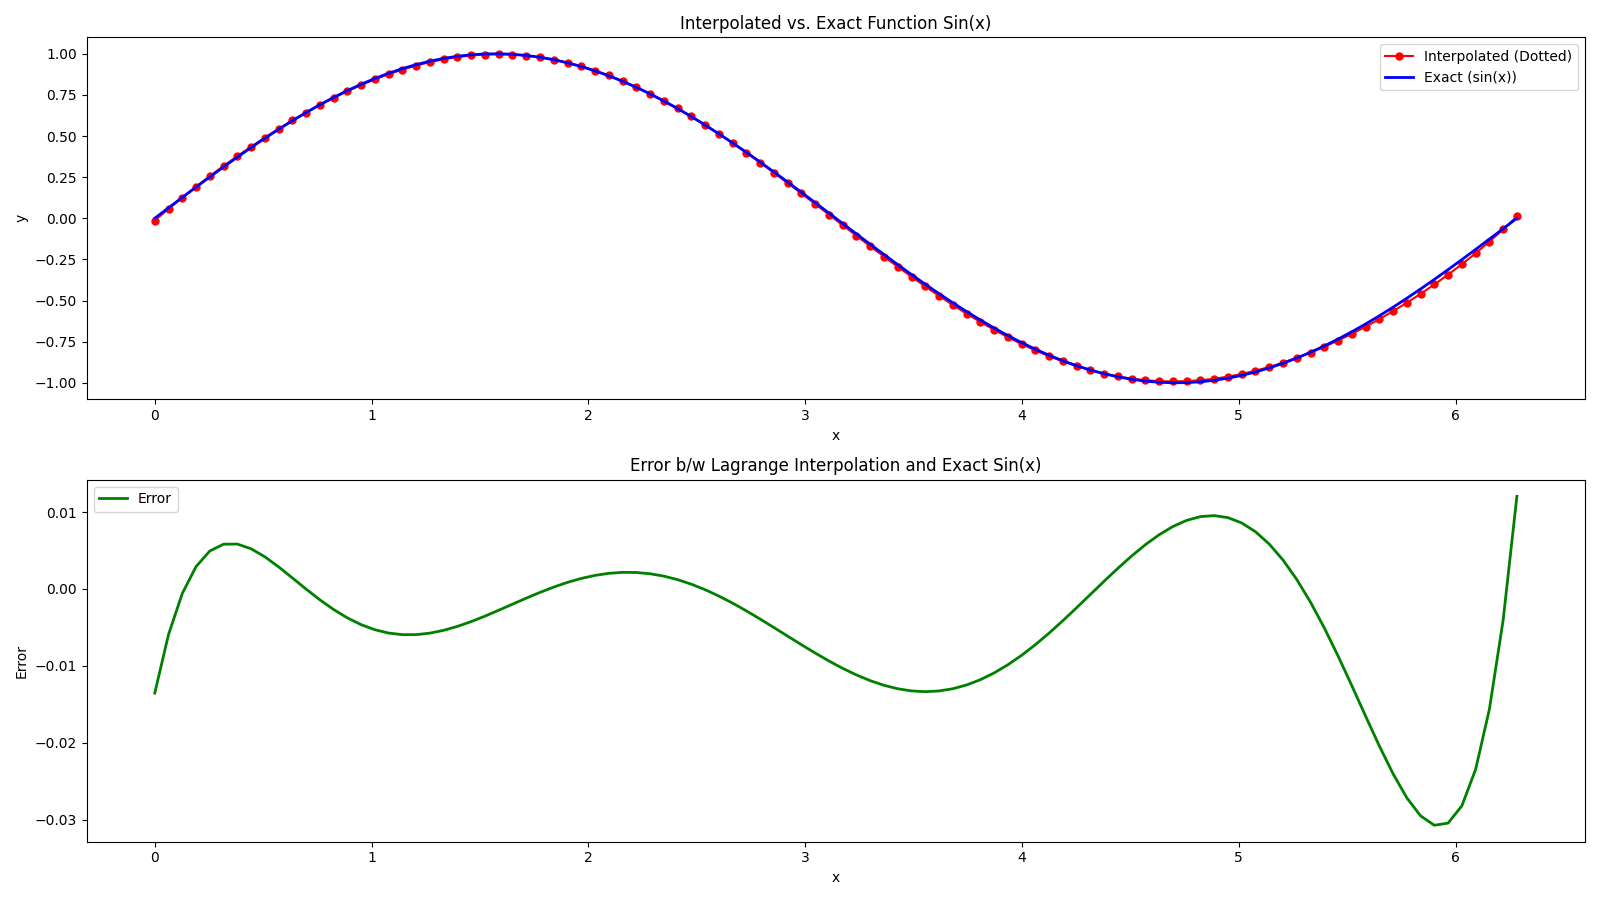 Interpolated vs. Exact Function Sin(x)
Interpolated (Dotted)
Exact (sin(x))
1.00
0.75
0.50
0.25
0.00
−0.25
−0.50
−0.75
−1.00
y
0 1 2 3 4 5 6
x
Error b/w Lagrange Interpolation and Exact Sin(x)
Error
0.01
0.00
−0.01
−0.02
−0.03
Error
0 1 2 3 4 5 6
x